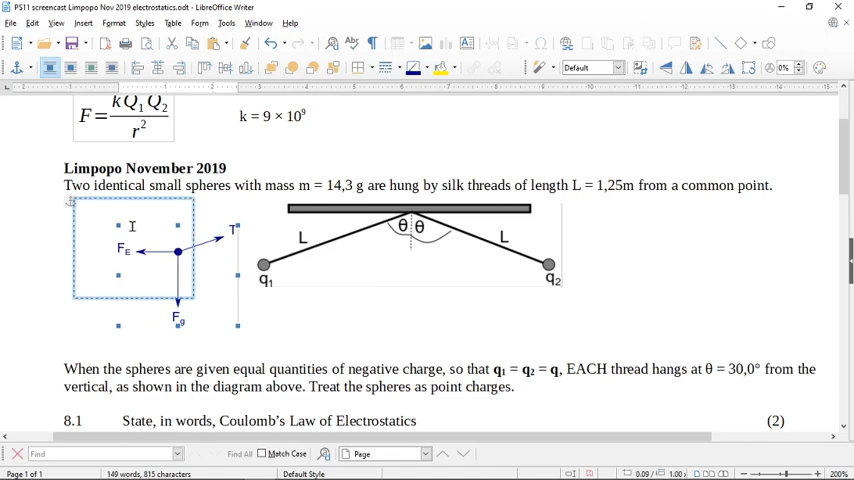 PS11 screencast Limpopo Nov 2019 electrostatics.odt - LibreOffice Writer
File Edit View Insert Format Styles Table Form Tools Window Help
Default
0%
F = k Q1 Q2 / r²
k = 9 × 10⁹
Limpopo November 2019
Two identical small spheres with mass m = 14,3 g are hung by silk threads of length L = 1,25m from a common point.
T
FE
Fg
L θ θ L
q1 q2
When the spheres are given equal quantities of negative charge, so that q1 = q2 = q, EACH thread hangs at θ = 30,0° from the
vertical, as shown in the diagram above. Treat the spheres as point charges.
8.1 State, in words, Coulomb's Law of Electrostatics (2)
Find Find All Match Case Page
Page 1 of 1 149 words, 815 characters Default Style 0.09 / 1.00 200%